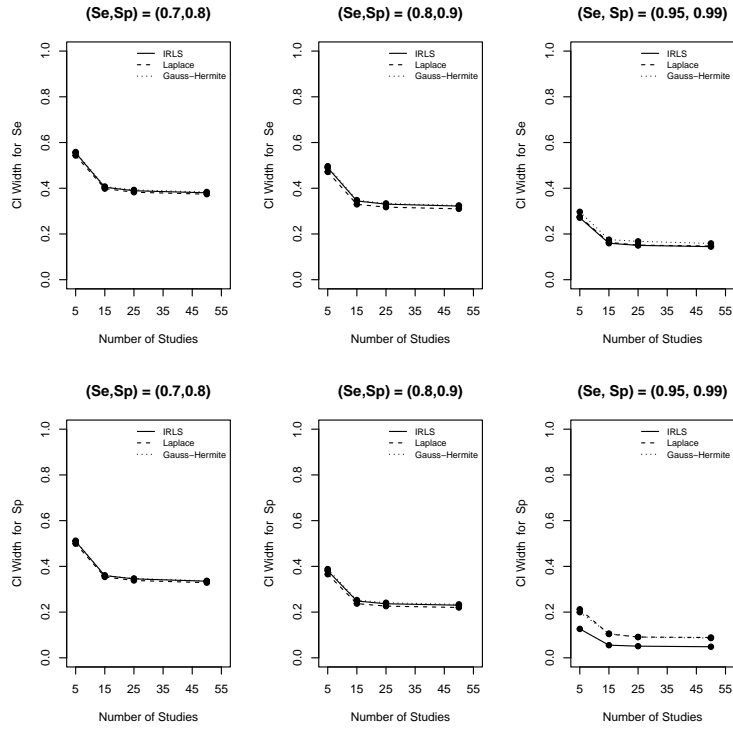 (Se,Sp) = (0.7,0.8)
IRLS
Laplace
Gauss−Hermite
CI Width for Se
0.0 0.2 0.4 0.6 0.8 1.0
5 15 25 35 45 55
Number of Studies
(Se,Sp) = (0.8,0.9)
IRLS
Laplace
Gauss−Hermite
CI Width for Se
0.0 0.2 0.4 0.6 0.8 1.0
5 15 25 35 45 55
Number of Studies
(Se, Sp) = (0.95, 0.99)
IRLS
Laplace
Gauss−Hermite
CI Width for Se
0.0 0.2 0.4 0.6 0.8 1.0
5 15 25 35 45 55
Number of Studies
(Se,Sp) = (0.7,0.8)
IRLS
Laplace
Gauss−Hermite
CI Width for Sp
0.0 0.2 0.4 0.6 0.8 1.0
5 15 25 35 45 55
Number of Studies
(Se,Sp) = (0.8,0.9)
IRLS
Laplace
Gauss−Hermite
CI Width for Sp
0.0 0.2 0.4 0.6 0.8 1.0
5 15 25 35 45 55
Number of Studies
(Se, Sp) = (0.95, 0.99)
IRLS
Laplace
Gauss−Hermite
CI Width for Sp
0.0 0.2 0.4 0.6 0.8 1.0
5 15 25 35 45 55
Number of Studies